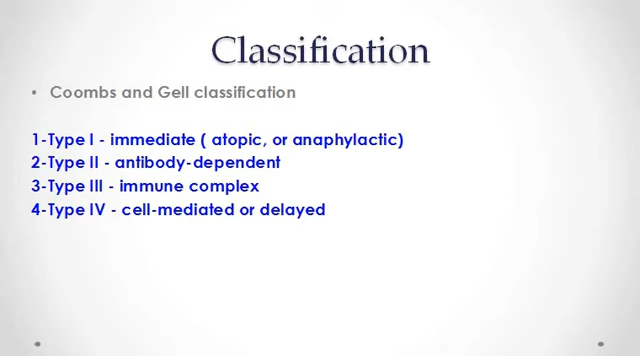 Classification
• Coombs and Gell classification
1-Type I - immediate ( atopic, or anaphylactic)
2-Type II - antibody-dependent
3-Type III - immune complex
4-Type IV - cell-mediated or delayed